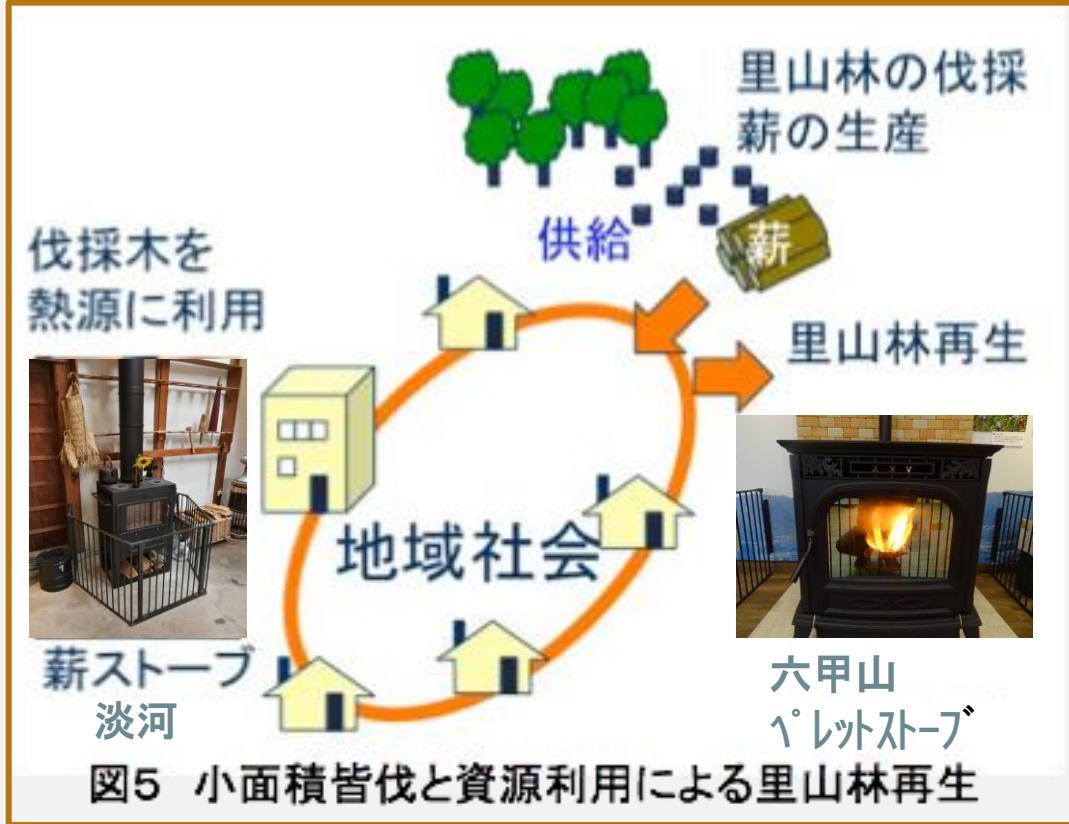 里山林の伐採
薪の生産
供給
薪
伐採木を
熱源に利用
里山林再生
XXV
地域社会
薪ストーブ
淡河
六甲山
ペレットストーブ
図5 小面積皆伐と資源利用による里山林再生